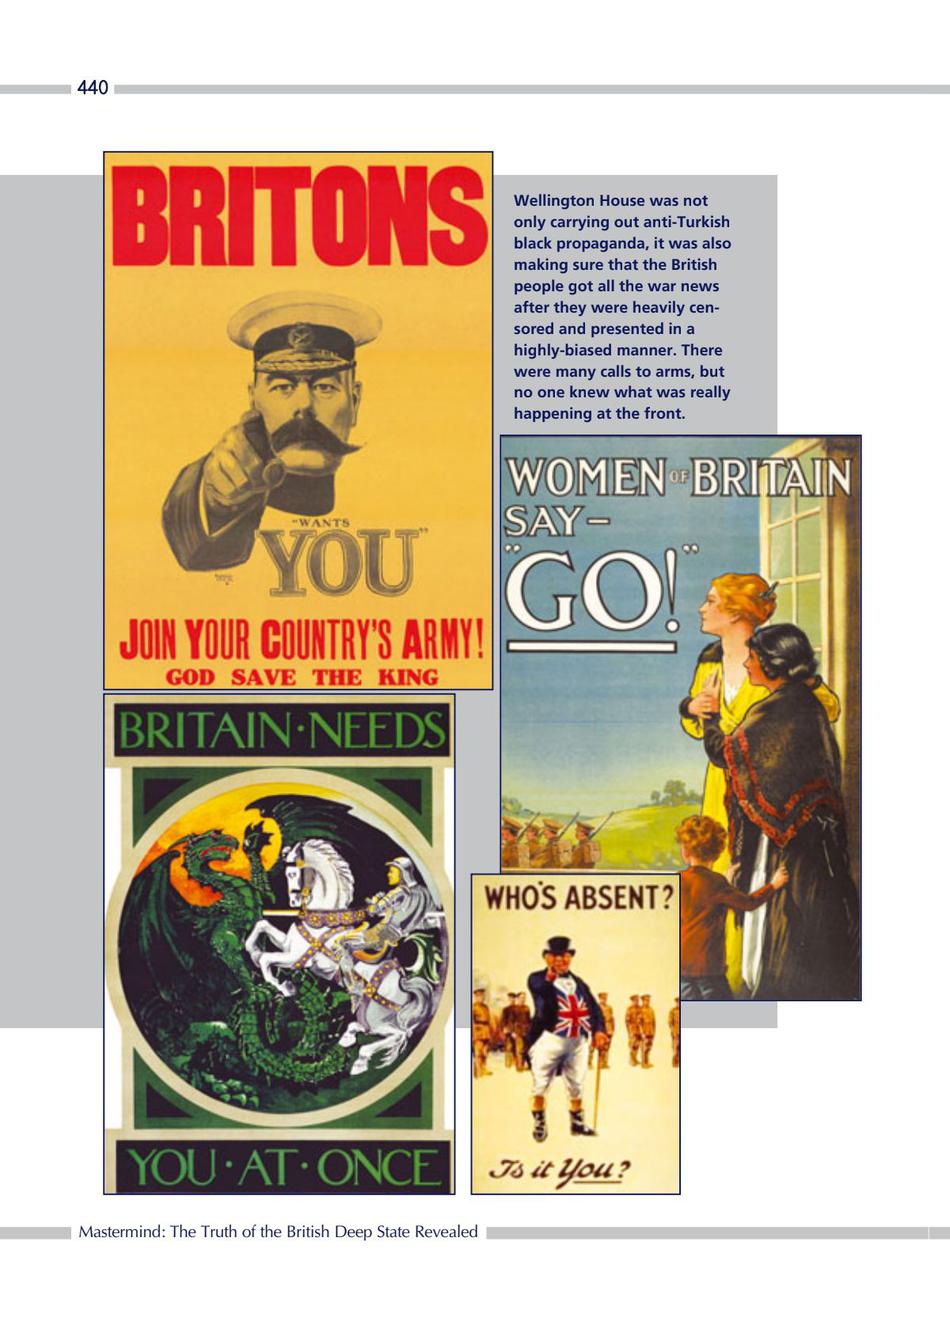 440
BRITONS
"WANTS
YOU"
JOIN YOUR COUNTRY'S ARMY!
GOD SAVE THE KING
Wellington House was not
only carrying out anti-Turkish
black propaganda, it was also
making sure that the British
people got all the war news
after they were heavily cen-
sored and presented in a
highly-biased manner. There
were many calls to arms, but
no one knew what was really
happening at the front.
WOMEN OF BRITAIN
SAY–
"GO!"
BRITAIN·NEEDS
YOU·AT·ONCE
WHO'S ABSENT?
Is it You?
Mastermind: The Truth of the British Deep State Revealed